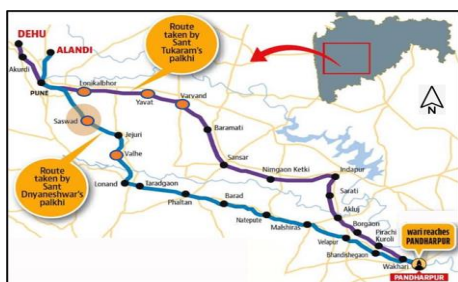 DEHU
ALANDI
Akurdi
PUNE
Route
taken by
Sant
Tukaram's
palkhi
Lonikalbhor
Yavat
Varvand
Saswad
Jejuri
Baramati
Valhe
Sansar
Route
taken by
Sant
Dnyaneshwar's
palkhi
Lonand
Taradgaon
Phaltan
Barad
Natepute
Malshiras
Velapur
Bhandishegaon
Nimgaon Ketki
Indapur
Sarati
Akluj
Borgaon
Pirachi
Kuroli
Wakhari
wari reaches
PANDHARPUR
PANDHARPUR
N